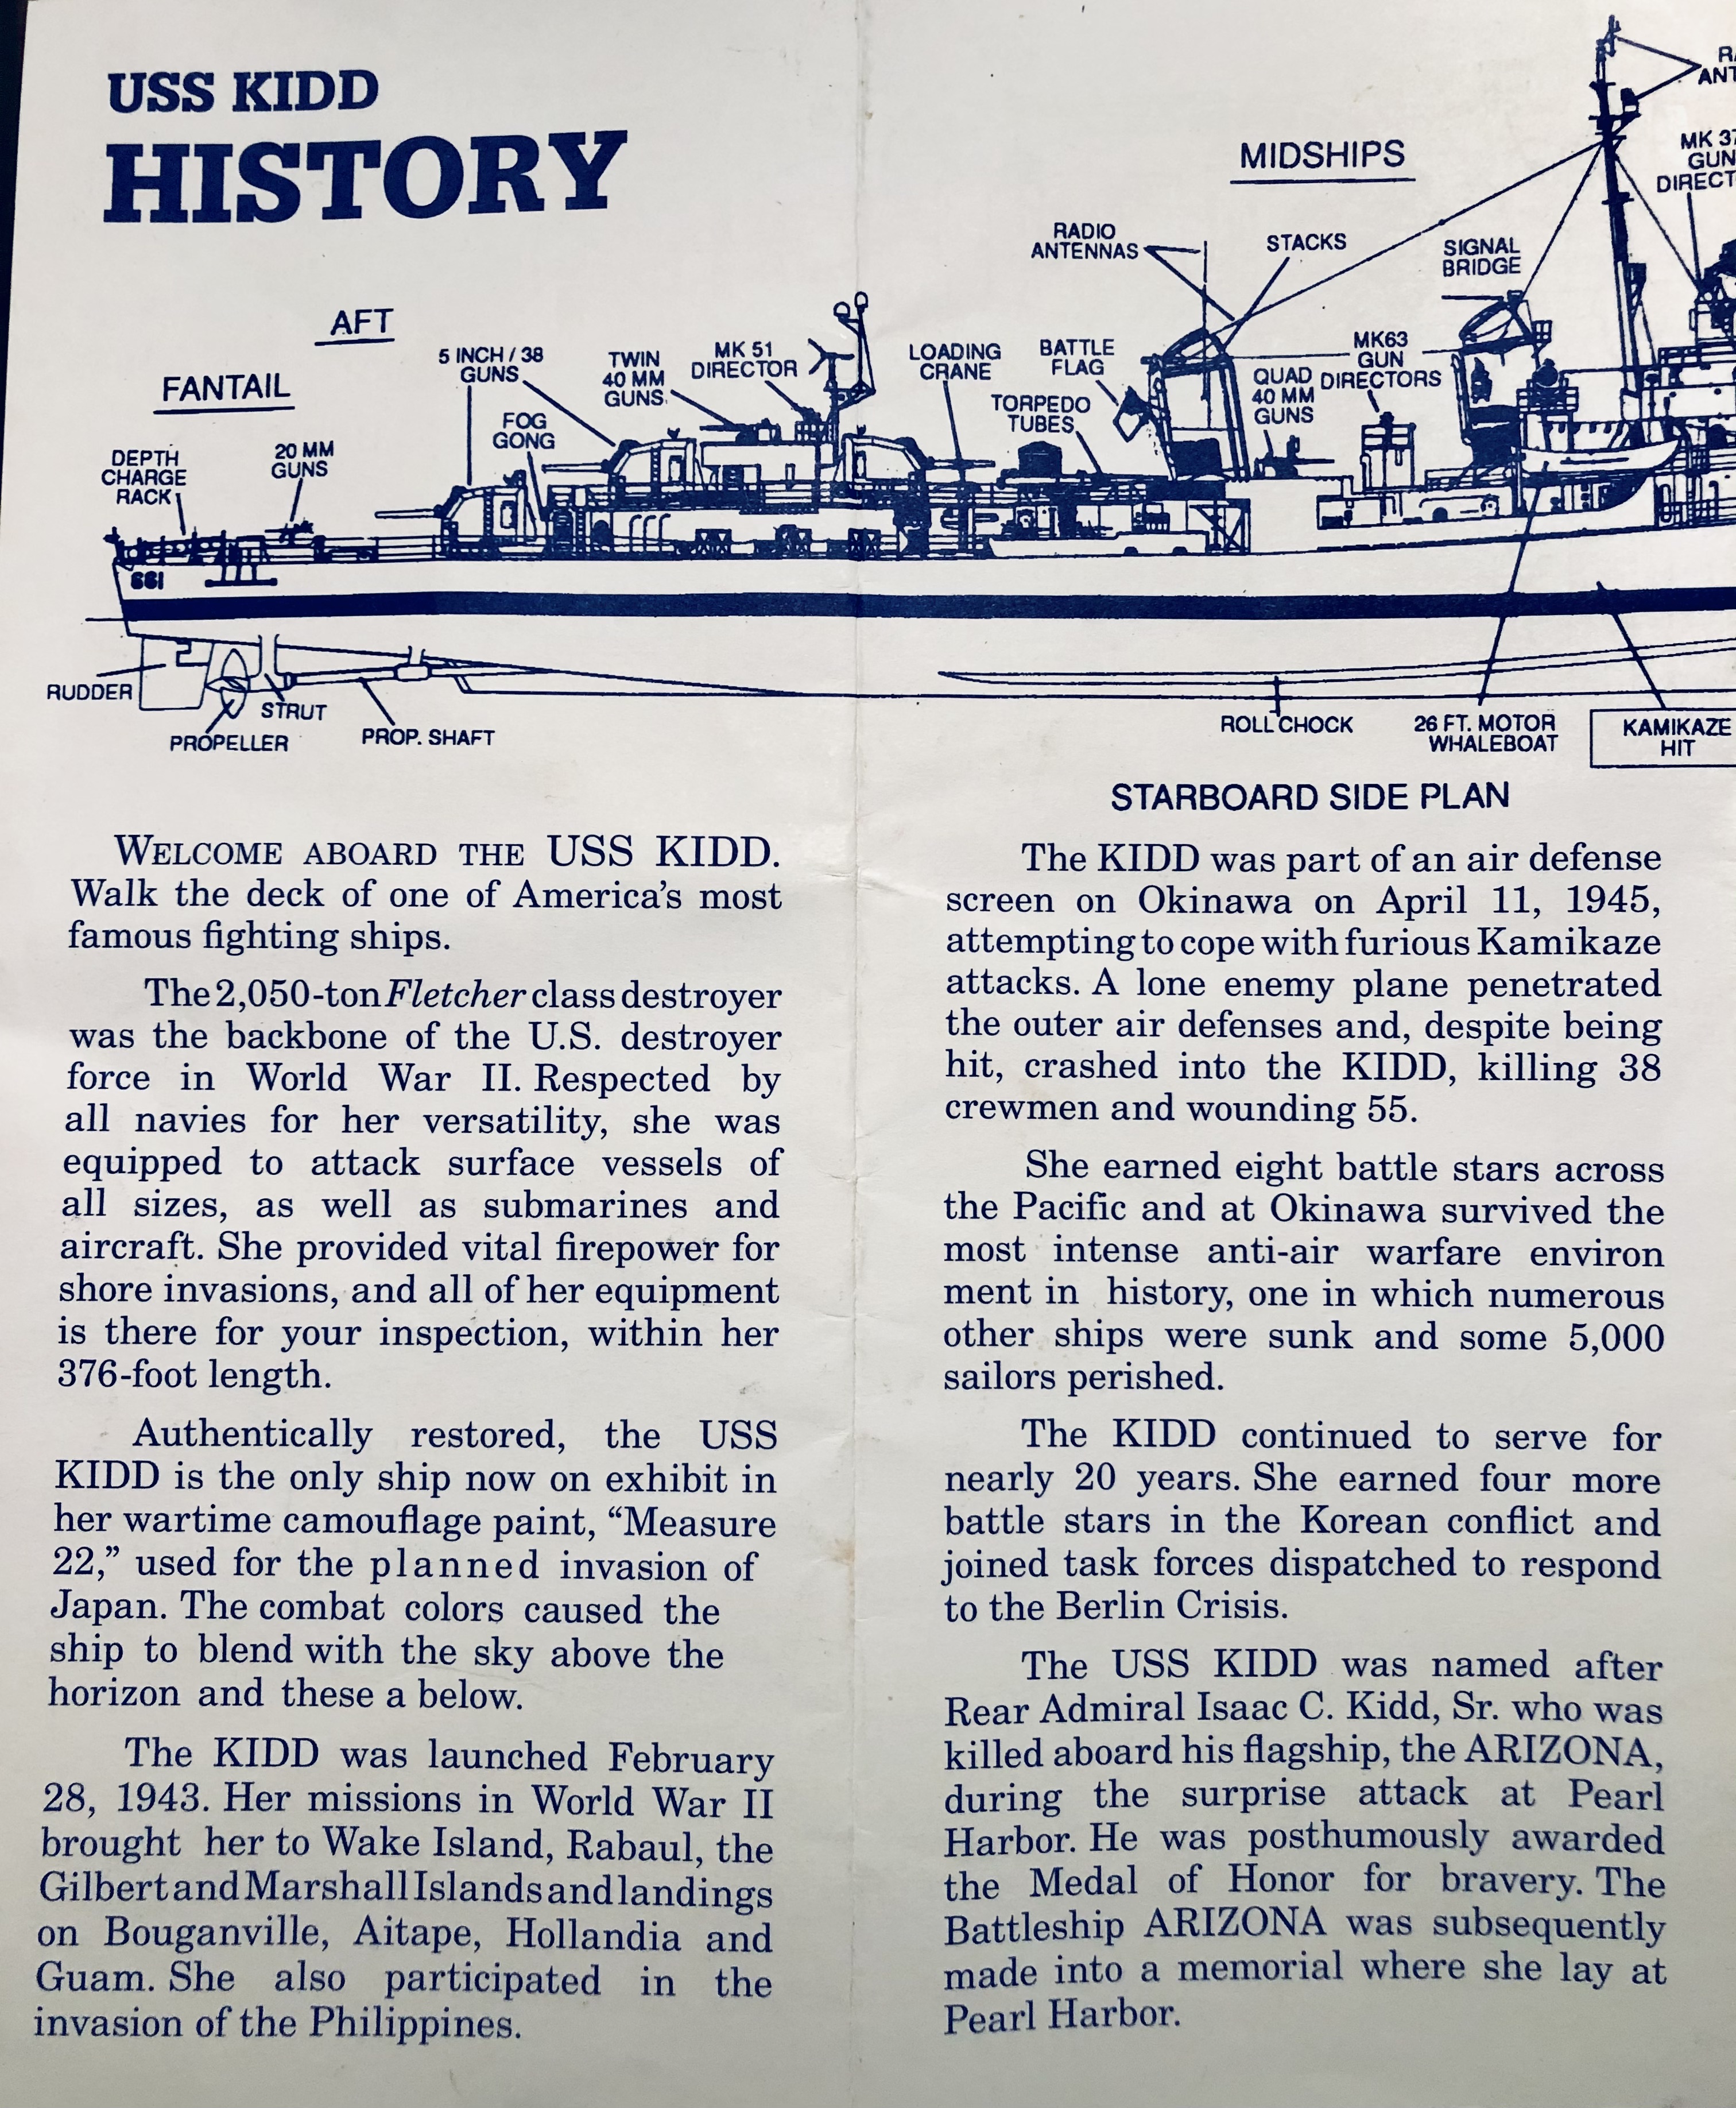 USS KIDD
HISTORY
MIDSHIPS
MK 37
GUN
RADIO
ANTENNAS
STACKS
SIGNAL
BRIDGE
AFT
FANTAIL
5 INCH / 38
GUNS
TWIN
40 MM
GUNS
MK 51
DIRECTOR
LOADING
CRANE
BATTLE
FLAG
MK63
GUN
DIRECTORS
QUAD
40 MM
GUNS
TORPEDO
TUBES
FOG
GONG
DEPTH
CHARGE
RACK
20 MM
GUNS
661
RUDDER
STRUT
PROPELLER
PROP. SHAFT
ROLL CHOCK
26 FT. MOTOR
WHALEBOAT
KAMIKAZE
HIT
STARBOARD SIDE PLAN
WELCOME ABOARD THE USS KIDD.
Walk the deck of one of America's most
famous fighting ships.
The 2,050-ton Fletcher class destroyer
was the backbone of the U.S. destroyer
force in World War II. Respected by
all navies for her versatility, she was
equipped to attack surface vessels of
all sizes, as well as submarines and
aircraft. She provided vital firepower for
shore invasions, and all of her equipment
is there for your inspection, within her
376-foot length.
Authentically restored, the USS
KIDD is the only ship now on exhibit in
her wartime camouflage paint, “Measure
22,” used for the planned invasion of
Japan. The combat colors caused the
ship to blend with the sky above the
horizon and these a below.
The KIDD was launched February
28, 1943. Her missions in World War II
brought her to Wake Island, Rabaul, the
Gilbert and Marshall Islands and landings
on Bouganville, Aitape, Hollandia and
Guam. She also participated in the
invasion of the Philippines.
The KIDD was part of an air defense
screen on Okinawa on April 11, 1945,
attempting to cope with furious Kamikaze
attacks. A lone enemy plane penetrated
the outer air defenses and, despite being
hit, crashed into the KIDD, killing 38
crewmen and wounding 55.
She earned eight battle stars across
the Pacific and at Okinawa survived the
most intense anti-air warfare environ
ment in history, one in which numerous
other ships were sunk and some 5,000
sailors perished.
The KIDD continued to serve for
nearly 20 years. She earned four more
battle stars in the Korean conflict and
joined task forces dispatched to respond
to the Berlin Crisis.
The USS KIDD was named after
Rear Admiral Isaac C. Kidd, Sr. who was
killed aboard his flagship, the ARIZONA,
during the surprise attack at Pearl
Harbor. He was posthumously awarded
the Medal of Honor for bravery. The
Battleship ARIZONA was subsequently
made into a memorial where she lay at
Pearl Harbor.